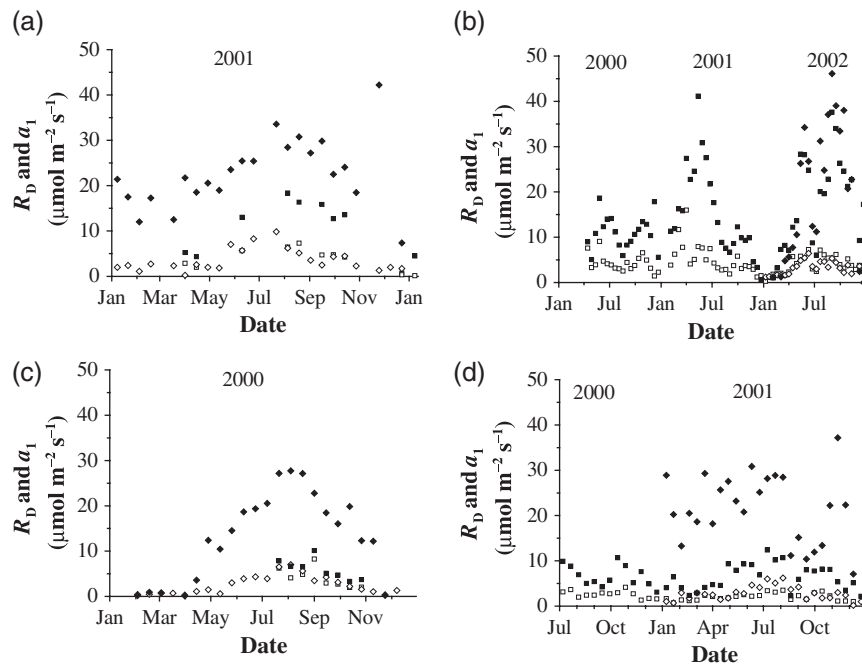 (a)
2001
50
40
30
20
10
0
R_D and a_1
(μmol m⁻² s⁻¹)
Jan Mar May Jul Sep Nov Jan
Date
(b)
2000 2001 2002
50
40
30
20
10
0
R_D and a_1
(μmol m⁻² s⁻¹)
Jan Jul Jan Jul Jan Jul
Date
(c)
2000
50
40
30
20
10
0
R_D and a_1
(μmol m⁻² s⁻¹)
Jan Mar May Jul Sep Nov
Date
(d)
2000 2001
50
40
30
20
10
0
R_D and a_1
(μmol m⁻² s⁻¹)
Jul Oct Jan Apr Jul Oct
Date